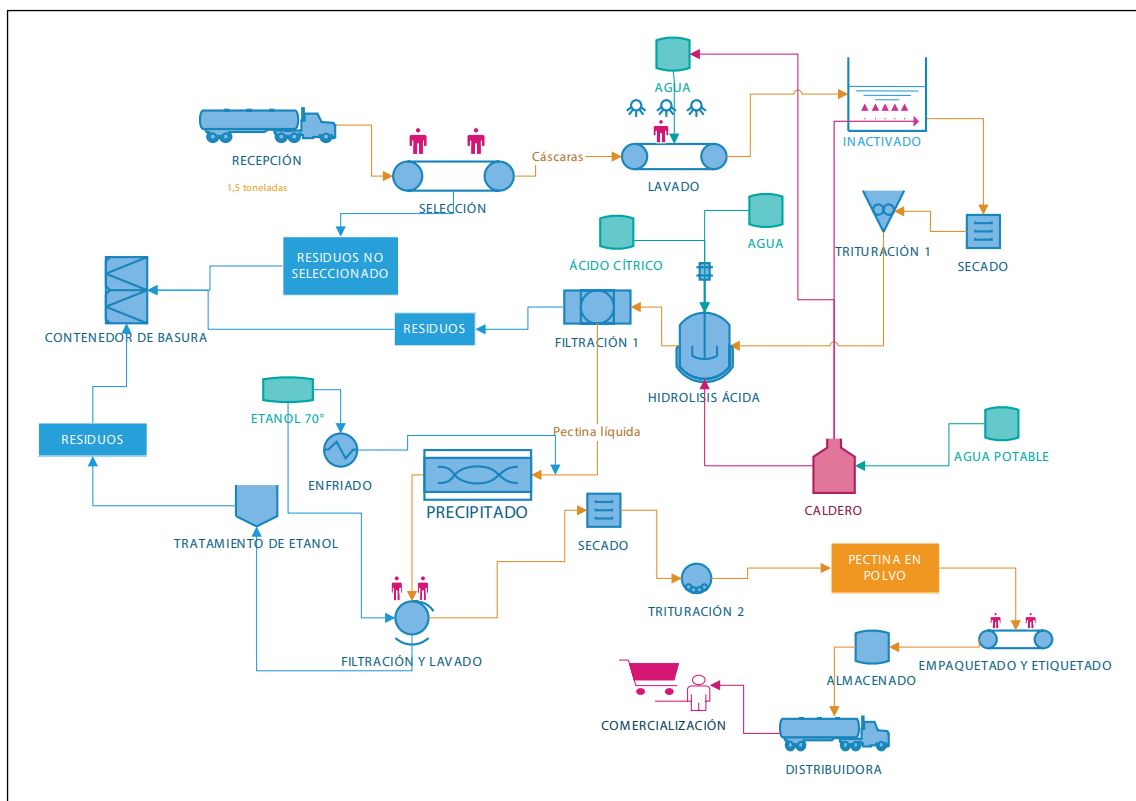 AGUA
RECEPCIÓN
1,5 toneladas
SELECCIÓN
Cáscaras
LAVADO
INACTIVADO
RESIDUOS NO
SELECCIONADO
ÁCIDO CÍTRICO
AGUA
TRITURACIÓN 1
SECADO
CONTENEDOR DE BASURA
RESIDUOS
FILTRACIÓN 1
HIDROLISIS ÁCIDA
ETANOL 70°
Pectina líquida
RESIDUOS
ENFRIADO
AGUA POTABLE
PRECIPITADO
CALDERO
TRATAMIENTO DE ETANOL
SECADO
PECTINA EN
POLVO
TRITURACIÓN 2
FILTRACIÓN Y LAVADO
EMPAQUETADO Y ETIQUETADO
ALMACENADO
COMERCIALIZACIÓN
DISTRIBUIDORA